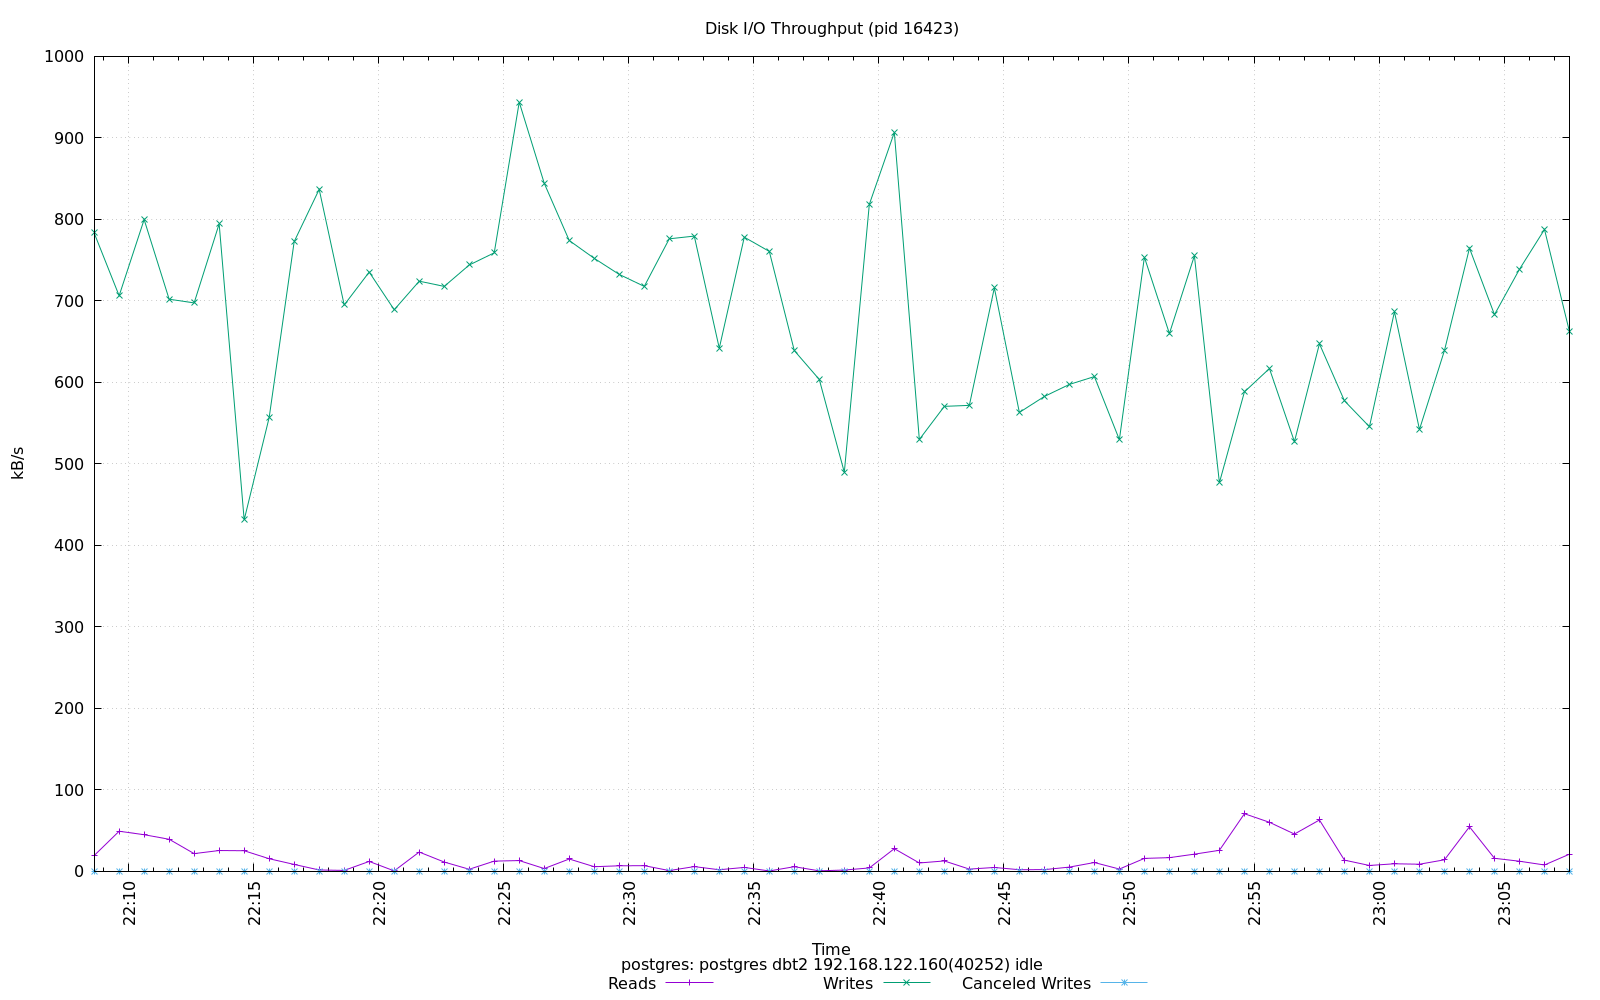 Disk I/O Throughput (pid 16423)
1000
900
800
700
600
500
400
300
200
100
0
kB/s
22:10 22:15 22:20 22:25 22:30 22:35 22:40 22:45 22:50 22:55 23:00 23:05
Time
postgres: postgres dbt2 192.168.122.160(40252) idle
Reads Writes Canceled Writes